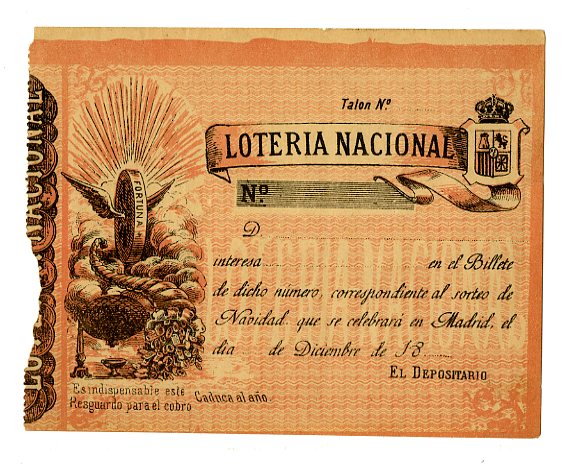 Talon Nº
LOTERIA NACIONAL
FORTUNA
Nº
D
interesa en el Billete
de dicho número, correspondiente al sorteo de
Navidad que se celebrará en Madrid, el
día de Diciembre de 18
EL DEPOSITARIO
Es indispensable este
Resguardo para el cobro
Caduca al año.
NACIONAL